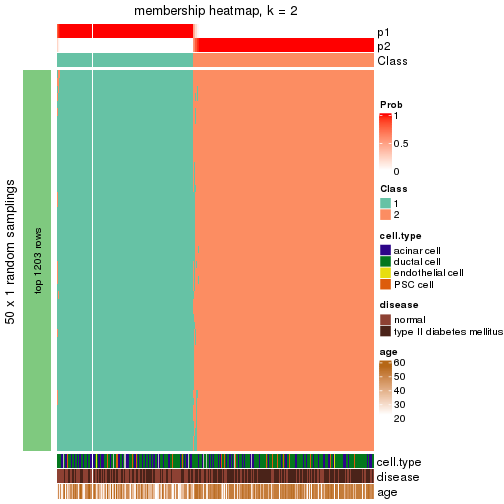 membership heatmap, k = 2
p1
p2
Class
50 x 1 random samplings
top 1203 rows
Prob
1
0.5
0
Class
1
2
cell.type
acinar cell
ductal cell
endothelial cell
PSC cell
disease
normal
type II diabetes mellitus
age
60
50
40
30
20
cell.type
disease
age